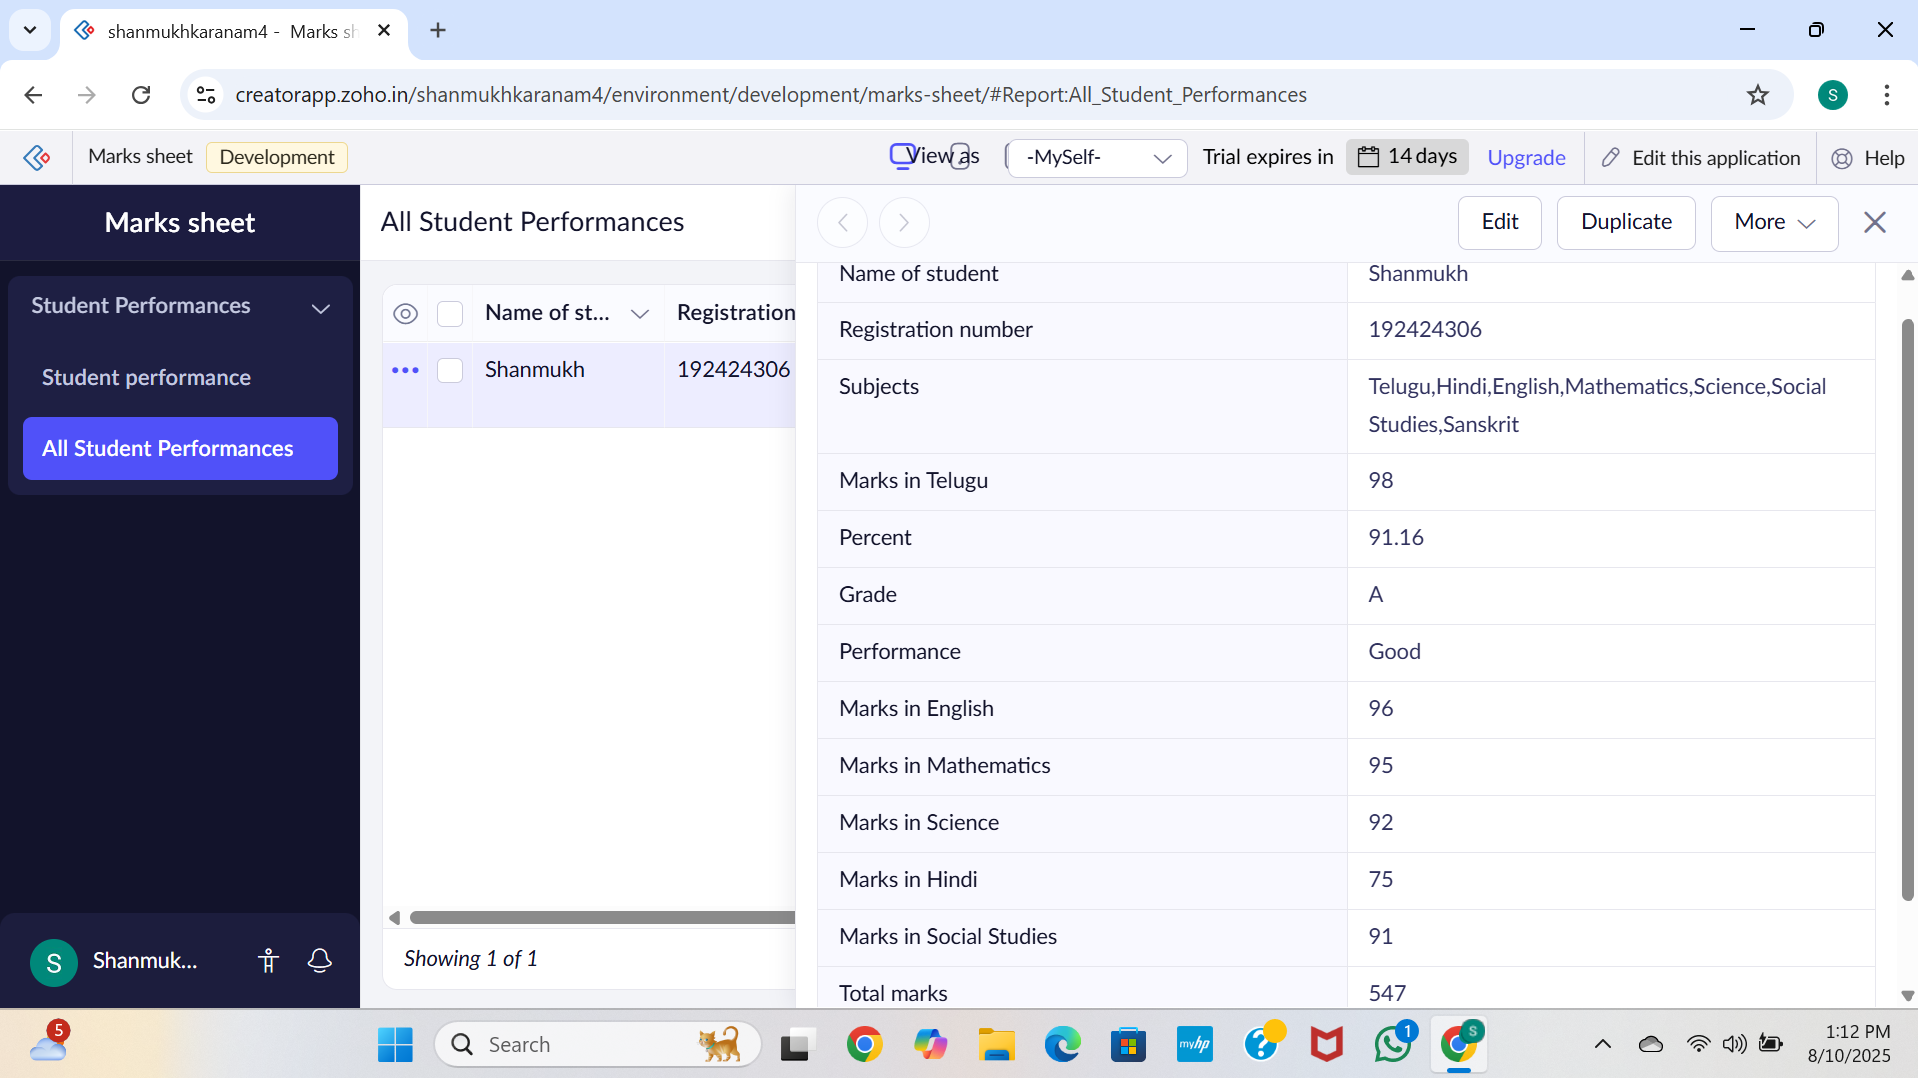 shanmukhkaranam4 - Marks sh
creatorapp.zoho.in/shanmukhkaranam4/environment/development/marks-sheet/#Report:All_Student_Performances
S
Marks sheet
Development
View as
-MySelf-
Trial expires in
14 days
Upgrade
Edit this application
Help
Marks sheet
All Student Performances
Edit
Duplicate
More
Student Performances
Student performance
All Student Performances
Name of st...
Registration
Shanmukh
192424306
Name of student Shanmukh
Registration number 192424306
Subjects Telugu,Hindi,English,Mathematics,Science,Social
Studies,Sanskrit
Marks in Telugu 98
Percent 91.16
Grade A
Performance Good
Marks in English 96
Marks in Mathematics 95
Marks in Science 92
Marks in Hindi 75
Marks in Social Studies 91
Total marks 547
Showing 1 of 1
S
Shanmuk...
5
Search
myhp
1
S
1:12 PM
8/10/2025